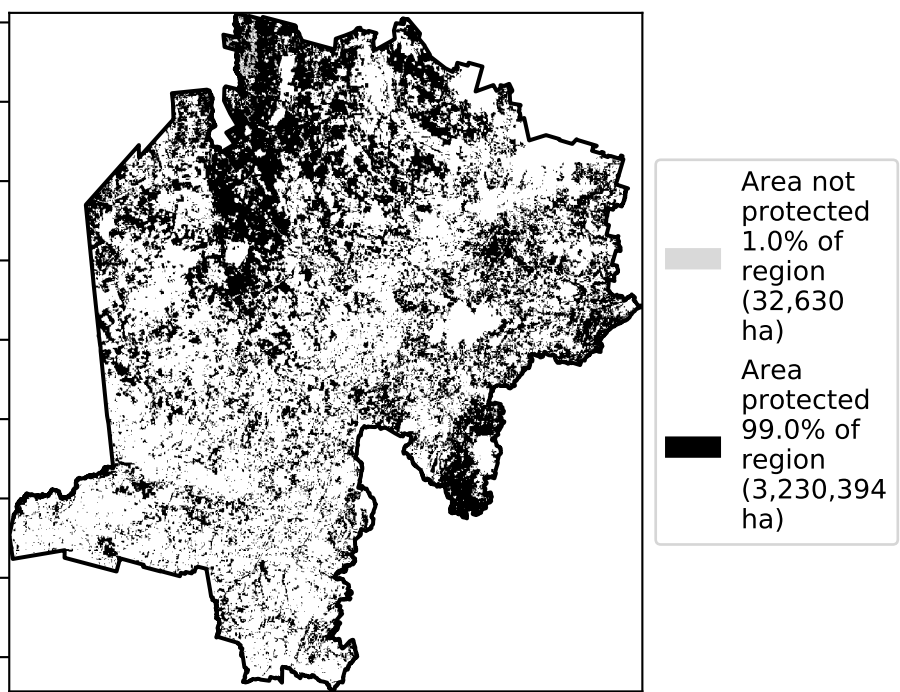 Area not
protected
1.0% of
region
(32,630
ha)
Area
protected
99.0% of
region
(3,230,394
ha)